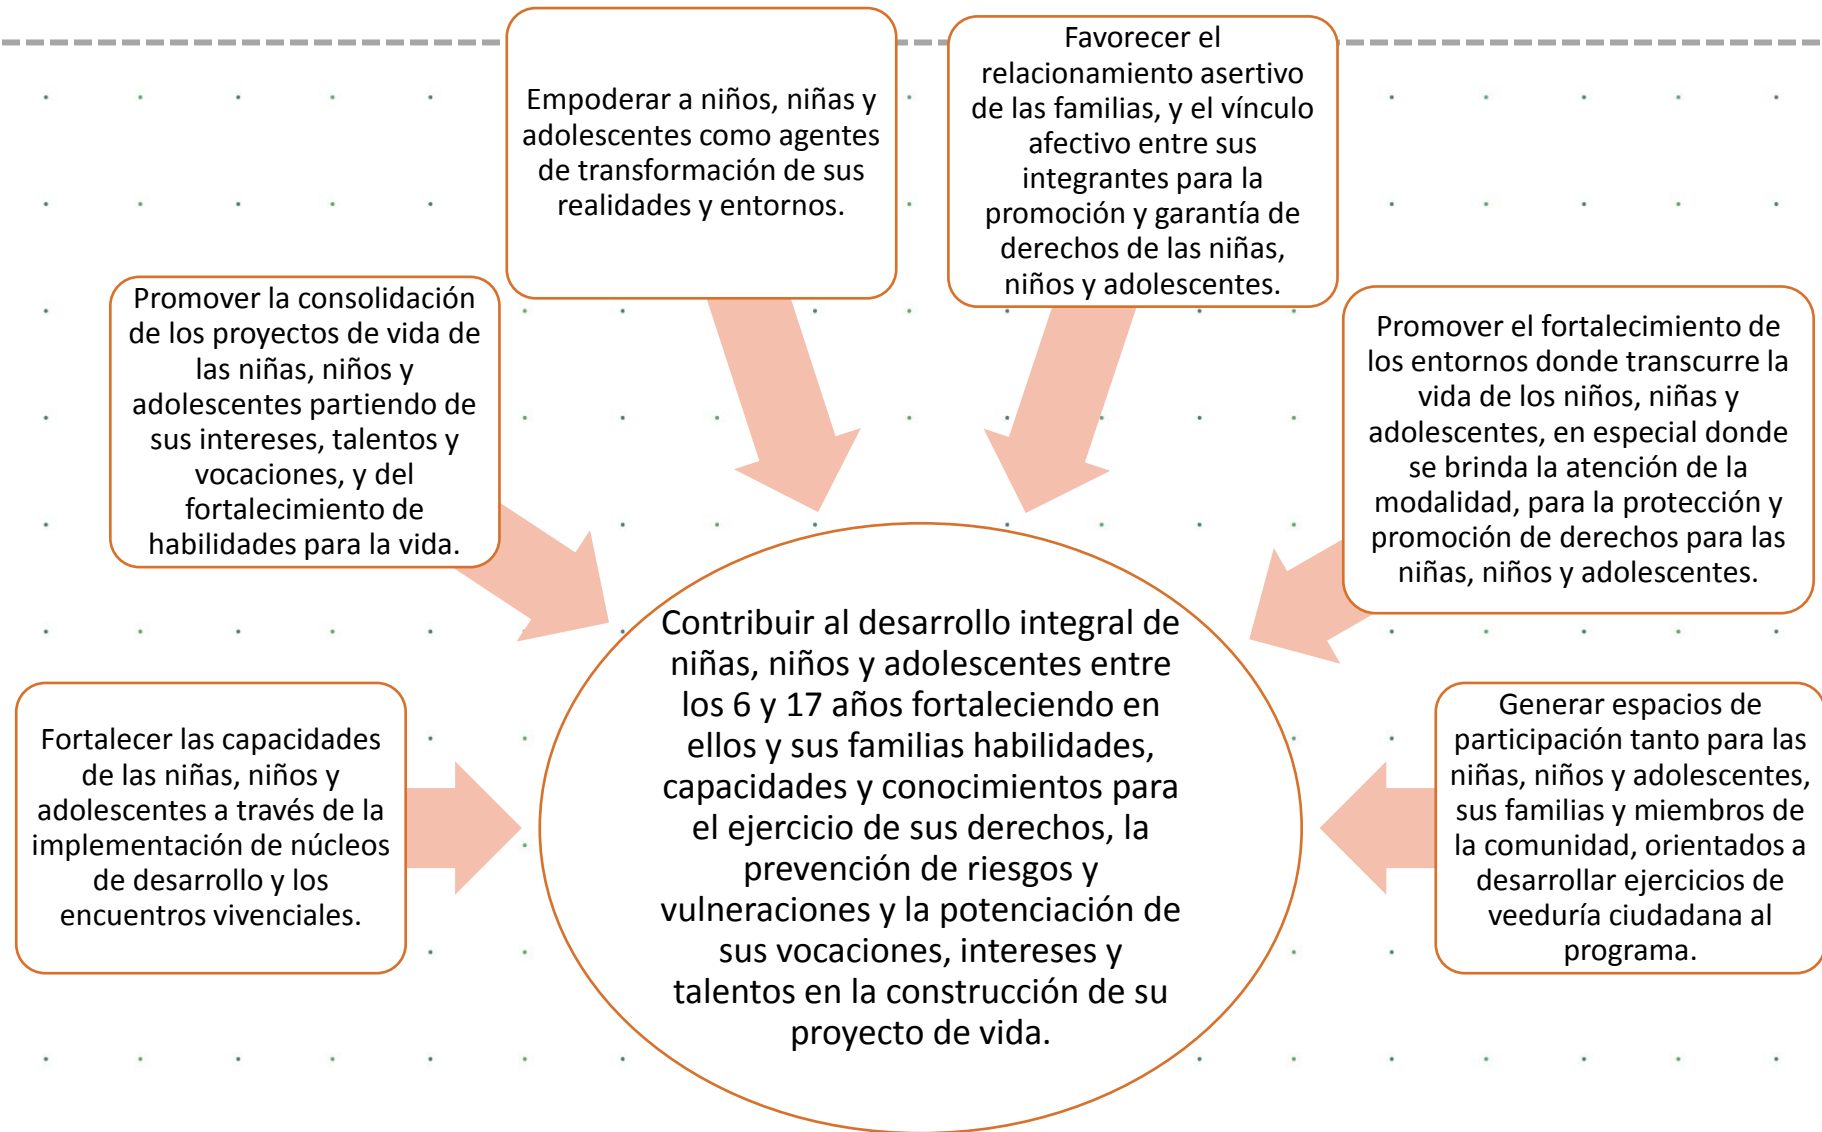 Empoderar a niños, niñas y
adolescentes como agentes
de transformación de sus
realidades y entornos.
Favorecer el
relacionamiento asertivo
de las familias, y el vínculo
afectivo entre sus
integrantes para la
promoción y garantía de
derechos de las niñas,
niños y adolescentes.
Promover la consolidación
de los proyectos de vida de
las niñas, niños y
adolescentes partiendo de
sus intereses, talentos y
vocaciones, y del
fortalecimiento de
habilidades para la vida.
Promover el fortalecimiento de
los entornos donde transcurre la
vida de los niños, niñas y
adolescentes, en especial donde
se brinda la atención de la
modalidad, para la protección y
promoción de derechos para las
niñas, niños y adolescentes.
Fortalecer las capacidades
de las niñas, niños y
adolescentes a través de la
implementación de núcleos
de desarrollo y los
encuentros vivenciales.
Contribuir al desarrollo integral de
niñas, niños y adolescentes entre
los 6 y 17 años fortaleciendo en
ellos y sus familias habilidades,
capacidades y conocimientos para
el ejercicio de sus derechos, la
prevención de riesgos y
vulneraciones y la potenciación de
sus vocaciones, intereses y
talentos en la construcción de su
proyecto de vida.
Generar espacios de
participación tanto para las
niñas, niños y adolescentes,
sus familias y miembros de
la comunidad, orientados a
desarrollar ejercicios de
veeduría ciudadana al
programa.